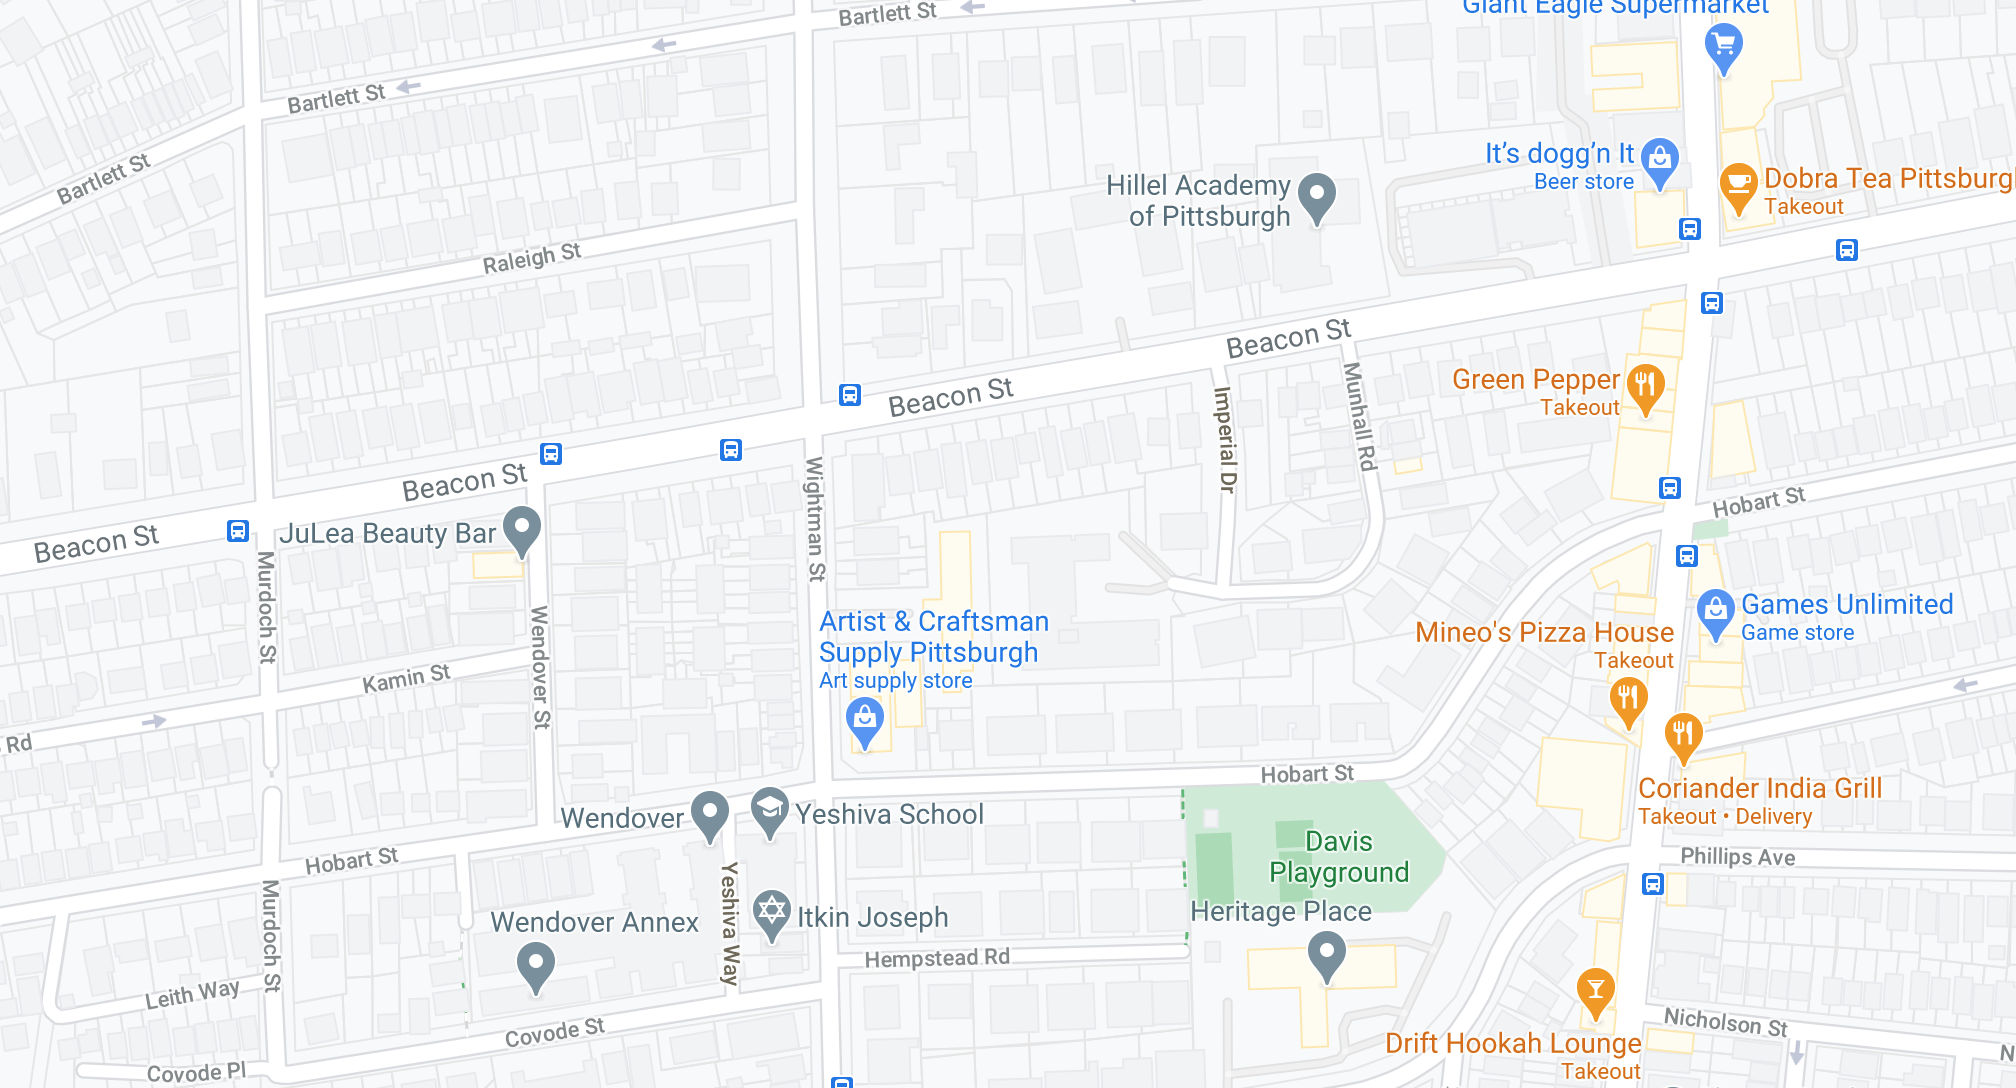 Bartlett St
Giant Eagle Supermarket
Bartlett St
Bartlett St
It's dogg'n It
Beer store
Dobra Tea Pittsburgh
Takeout
Hillel Academy
of Pittsburgh
Raleigh St
Beacon St
Green Pepper
Takeout
Beacon St
Munhall Rd
Imperial Dr
Beacon St
Hobart St
Wightman St
JuLea Beauty Bar
Beacon St
Murdoch St
Wendover St
Games Unlimited
Game store
Artist & Craftsman
Supply Pittsburgh
Art supply store
Mineo's Pizza House
Takeout
Kamin St
Rd
Hobart St
Coriander India Grill
Takeout • Delivery
Wendover
Yeshiva School
Davis
Playground
Hobart St
Phillips Ave
Murdoch St
Yeshiva Way
Wendover Annex
Itkin Joseph
Heritage Place
Hempstead Rd
Leith Way
Covode St
Nicholson St
N
Drift Hookah Lounge
Takeout
Covode Pl